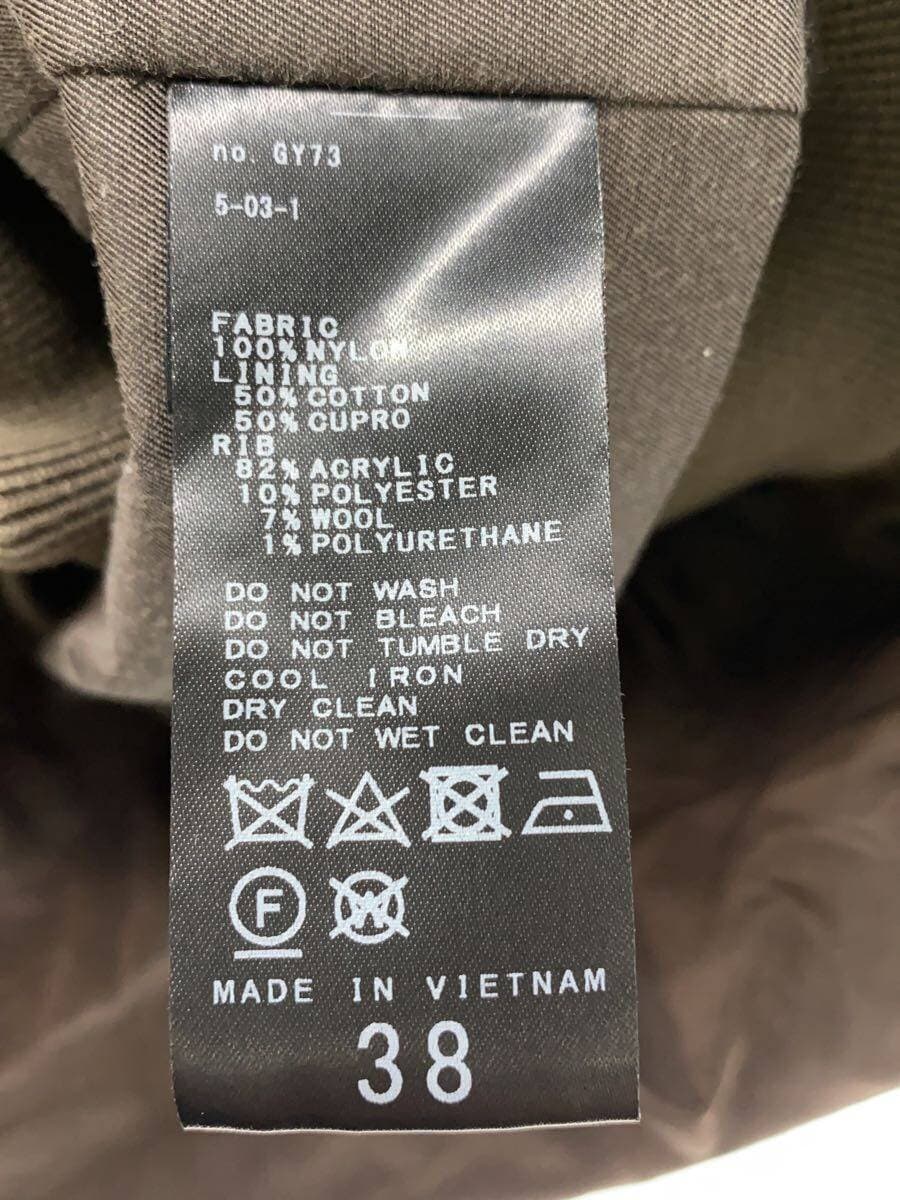 no. GY73
5-03-1
FABRIC
100% NYLON
LINING
50% COTTON
50% CUPRO
RIB
82% ACRYLIC
10% POLYESTER
7% WOOL
1% POLYURETHANE
DO NOT WASH
DO NOT BLEACH
DO NOT TUMBLE DRY
COOL IRON
DRY CLEAN
DO NOT WET CLEAN
F W
MADE IN VIETNAM
38